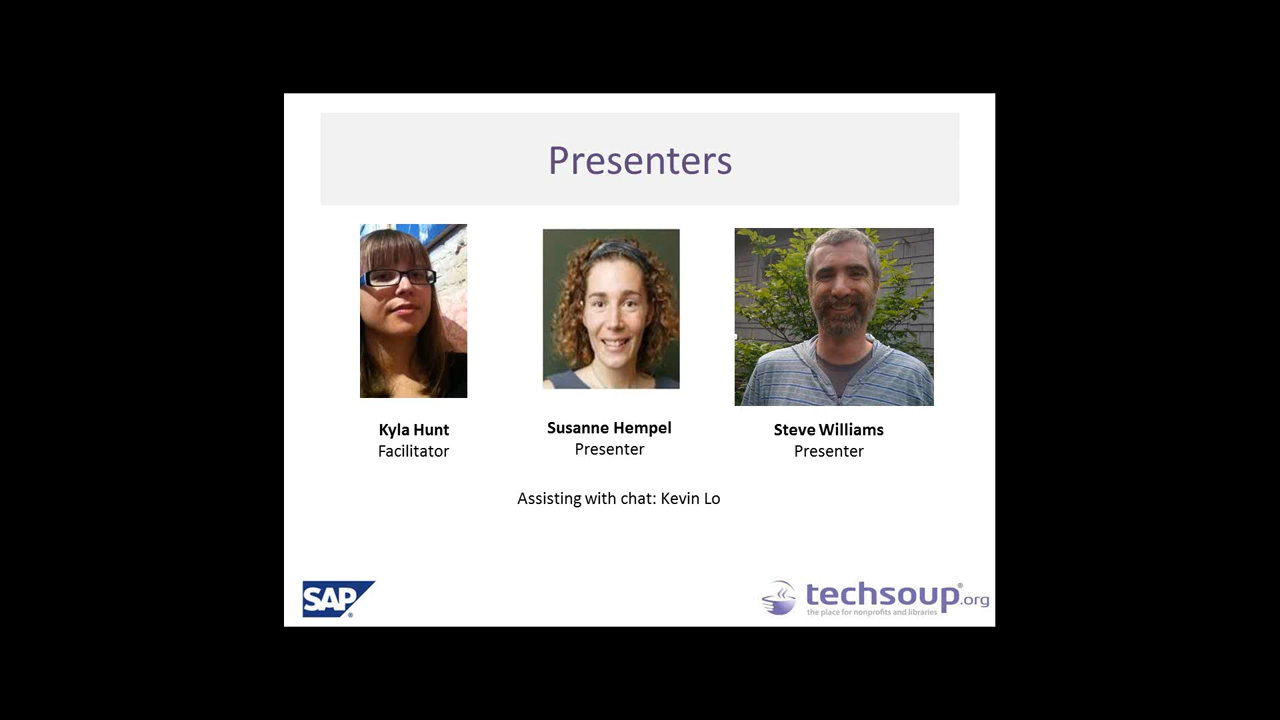 Presenters
Kyla Hunt
Facilitator
Susanne Hempel
Presenter
Steve Williams
Presenter
Assisting with chat: Kevin Lo
SAP®
techsoup®.org
the place for nonprofits and libraries